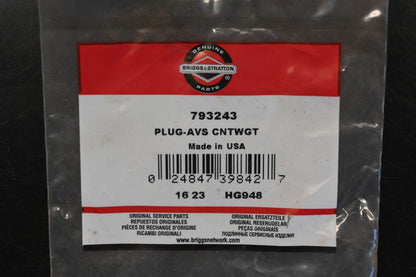 GENUINE
BRIGGS & STRATTON
PARTS
®
793243
PLUG-AVS CNTWGT
Made in USA
0 24847 39842 7
16 23 HG948
ORIGINAL SERVICE PARTS
REPUESTOS ORIGINALES
PIÈCES DE RECHANGE D'ORIGINE
RICAMBI ORIGINALI
ORIGINAL ERSATZTEILE
ORIGINAL RESERUDELAR
PEÇAS ORIGINAIS
ПОДЛИННЫЕ СЕРВИСНЫЕ ИЗДЕЛИЯ
www.briggsnetwork.com